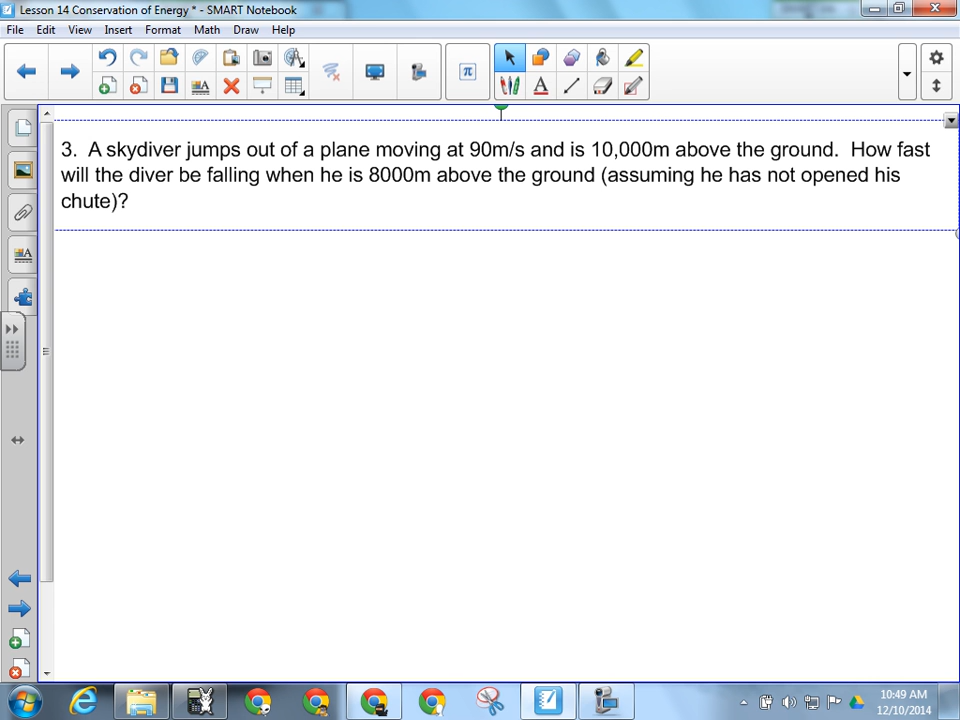 Lesson 14 Conservation of Energy * - SMART Notebook
File Edit View Insert Format Math Draw Help
π
A
3.  A skydiver jumps out of a plane moving at 90m/s and is 10,000m above the ground.  How fast
will the diver be falling when he is 8000m above the ground (assuming he has not opened his
chute)?
10:49 AM
12/10/2014